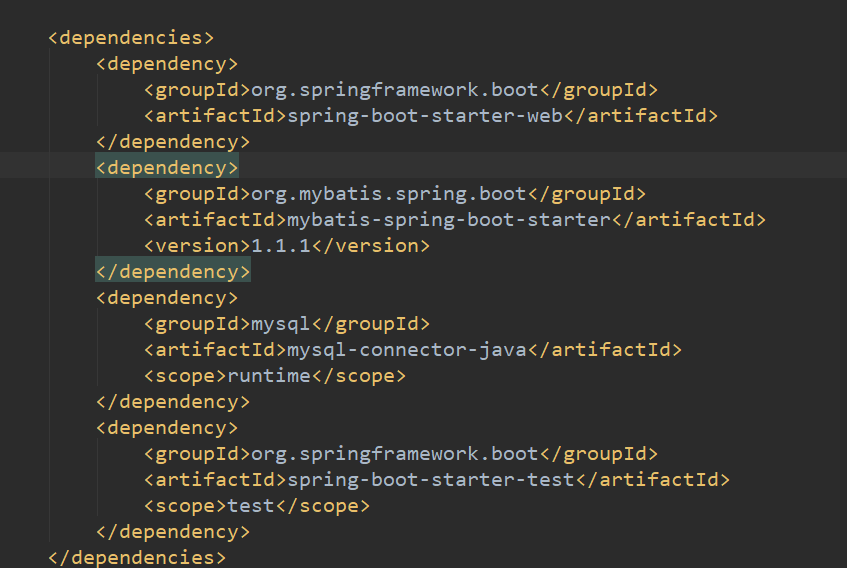 <dependencies>
<dependency>
<groupId>org.springframework.boot</groupId>
<artifactId>spring-boot-starter-web</artifactId>
</dependency>
<dependency>
<groupId>org.mybatis.spring.boot</groupId>
<artifactId>mybatis-spring-boot-starter</artifactId>
<version>1.1.1</version>
</dependency>
<dependency>
<groupId>mysql</groupId>
<artifactId>mysql-connector-java</artifactId>
<scope>runtime</scope>
</dependency>
<dependency>
<groupId>org.springframework.boot</groupId>
<artifactId>spring-boot-starter-test</artifactId>
<scope>test</scope>
</dependency>
</dependencies>